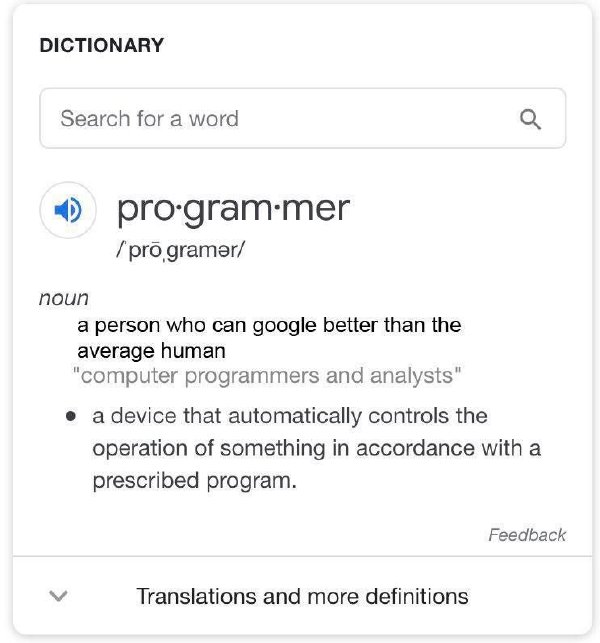 DICTIONARY
Search for a word
pro·gram·mer
/ˈprōˌɡramər/
noun
a person who can google better than the
average human
"computer programmers and analysts"
• a device that automatically controls the
operation of something in accordance with a
prescribed program.
Feedback
Translations and more definitions